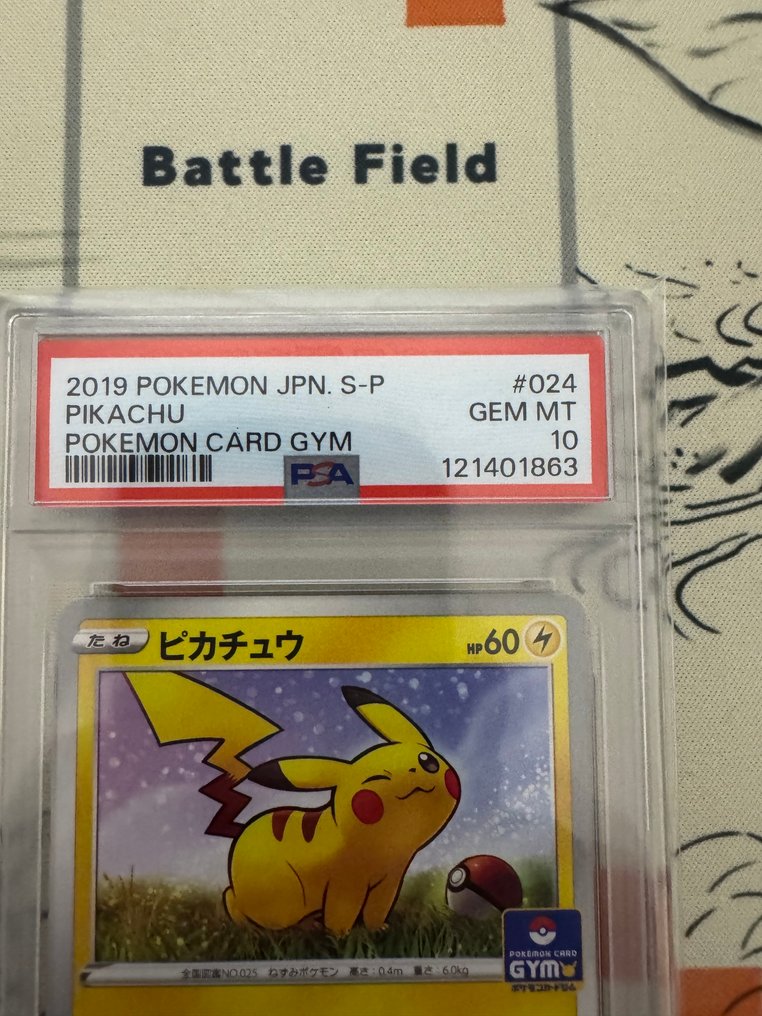 Battle Field
2019 POKEMON JPN. S-P #024
PIKACHU GEM MT
POKEMON CARD GYM 10
121401863
PSA
たね ピカチュウ HP60
全国図鑑NO.025 ねずみポケモン 高さ:0.4m 重さ:6.0kg
POKÉMON CARD
GYM
ポケモンカードジム